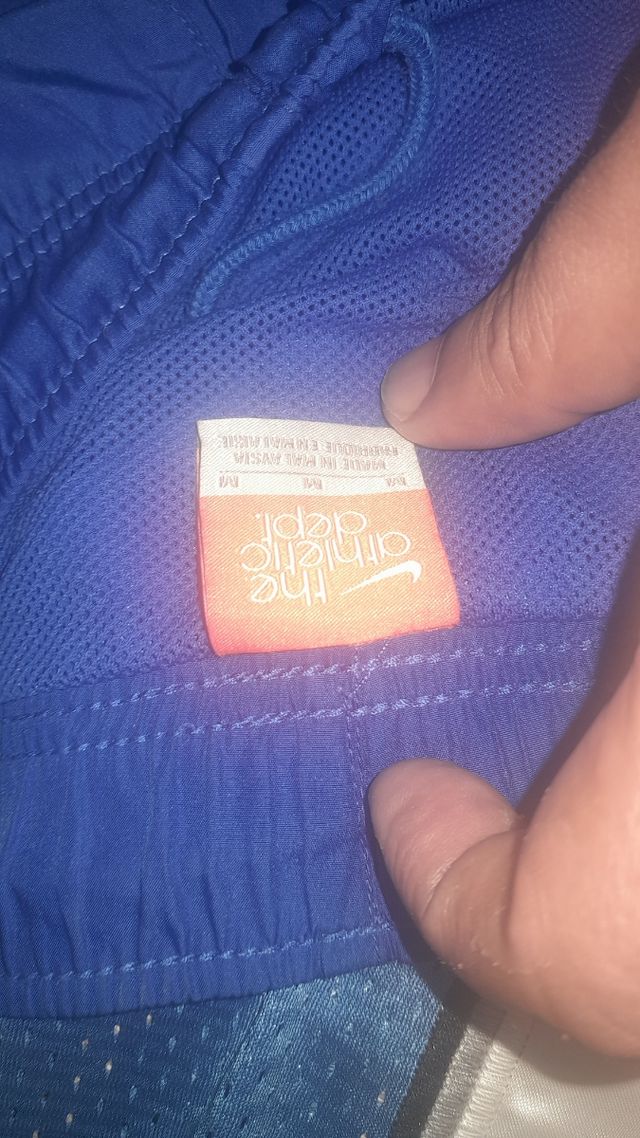 the
athletic
dept.
M M M
MADE IN MALAYSIA
FABRIQUE EN MALAISIE